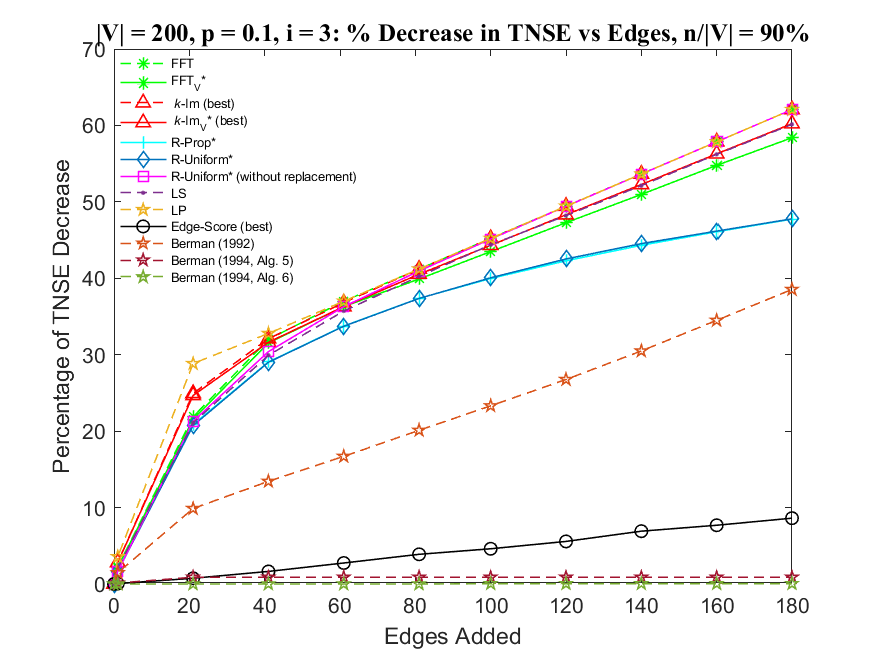 |V| = 200, p = 0.1, i = 3: % Decrease in TNSE vs Edges, n/|V| = 90%
70
60
50
40
30
20
10
0
Percentage of TNSE Decrease
FFT
FFT_V*
k-Im (best)
k-Im_V* (best)
R-Prop*
R-Uniform*
R-Uniform* (without replacement)
LS
LP
Edge-Score (best)
Berman (1992)
Berman (1994, Alg. 5)
Berman (1994, Alg. 6)
0 20 40 60 80 100 120 140 160 180
Edges Added